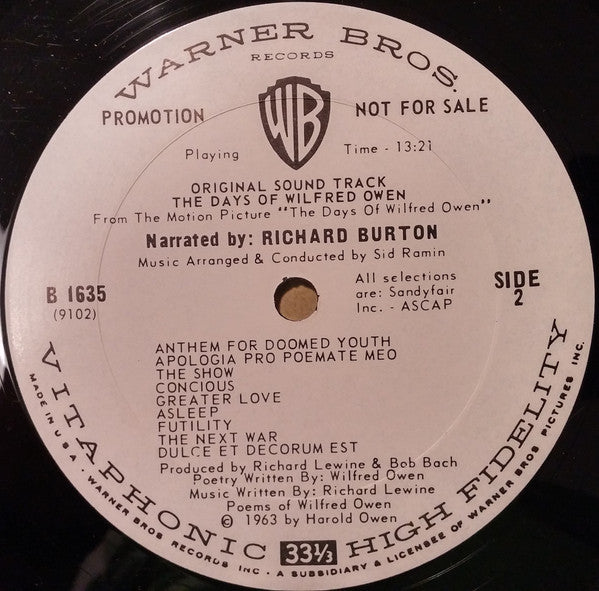 WARNER BROS.
RECORDS
WB
PROMOTION NOT FOR SALE
Playing Time - 13:21
ORIGINAL SOUND TRACK
THE DAYS OF WILFRED OWEN
From The Motion Picture "The Days Of Wilfred Owen"
Narrated by: RICHARD BURTON
Music Arranged & Conducted by Sid Ramin
B 1635
(9102)
All selections
are: Sandyfair
Inc. - ASCAP
SIDE
2
ANTHEM FOR DOOMED YOUTH
APOLOGIA PRO POEMATE MEO
THE SHOW
CONCIOUS
GREATER LOVE
ASLEEP
FUTILITY
THE NEXT WAR
DULCE ET DECORUM EST
Produced by Richard Lewine & Bob Bach
Poetry Written By: Wilfred Owen
Music Written By: Richard Lewine
Poems of Wilfred Owen
© 1963 by Harold Owen
VITAPHONIC 33⅓ HIGH FIDELITY
MADE IN U.S.A. • WARNER BROS RECORDS INC • A SUBSIDIARY & LICENSEE OF WARNER BROS PICTURES INC.